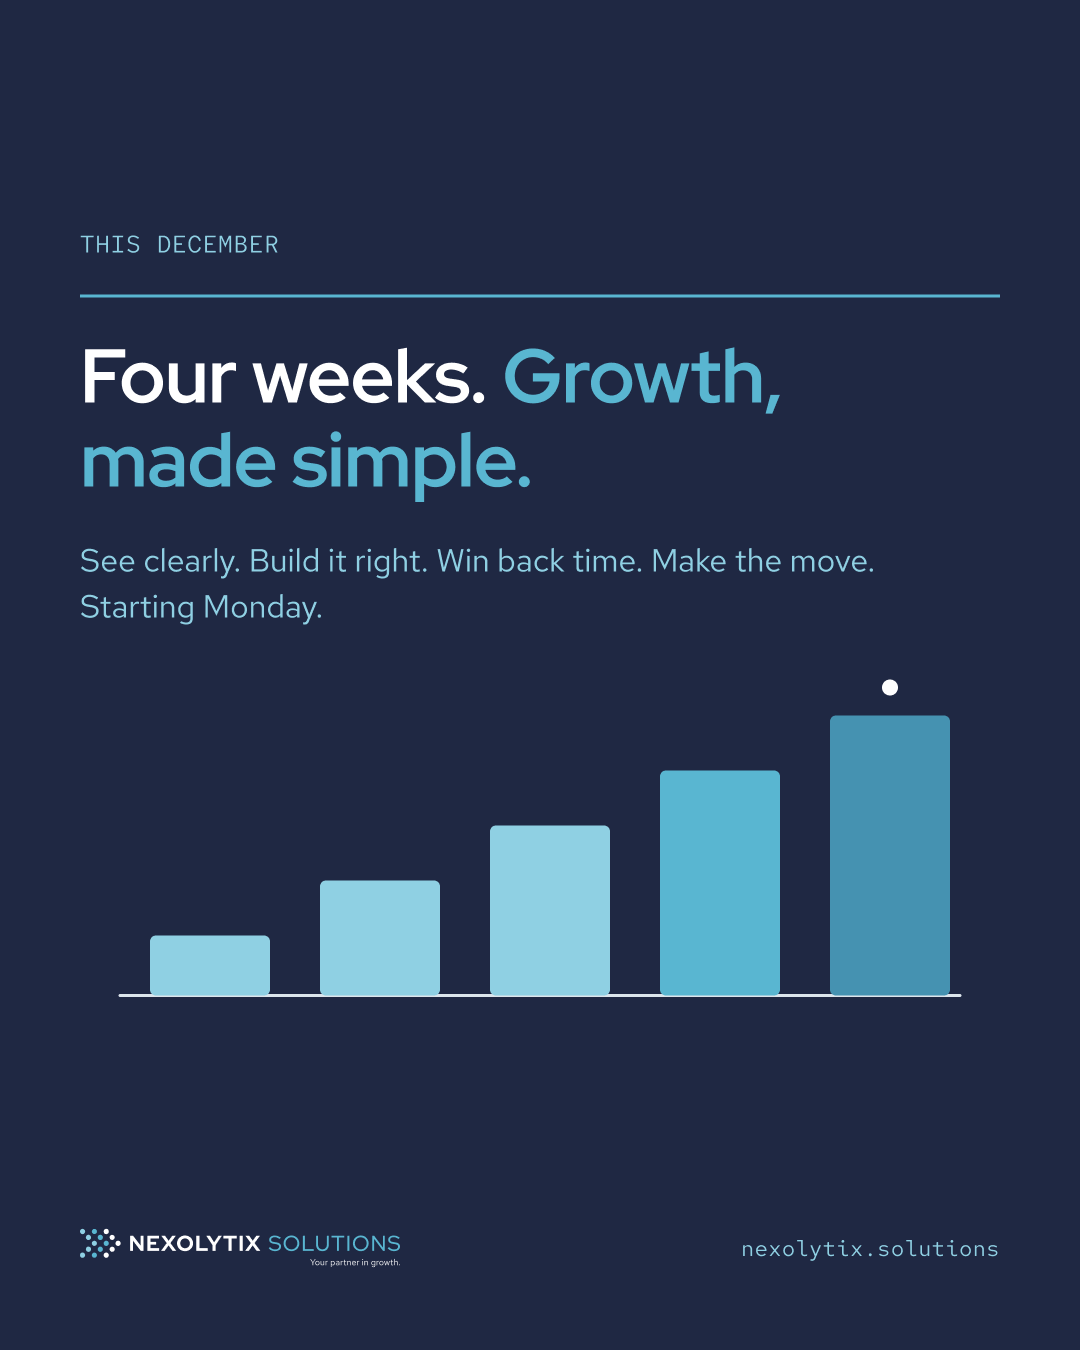 THIS DECEMBER
Four weeks. Growth,
made simple.
See clearly. Build it right. Win back time. Make the move.
Starting Monday.
NEXOLYTIX SOLUTIONS
Your partner in growth.
nexolytix.solutions